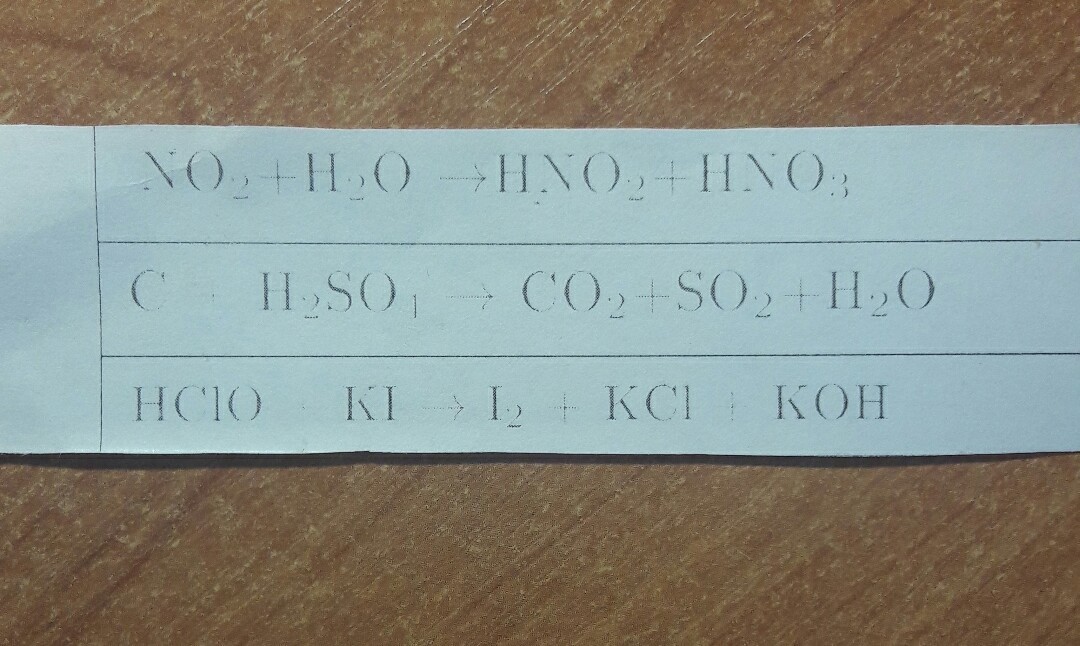 NO₂+H₂O →HNO₂+HNO₃
C + H₂SO₄ → CO₂+SO₂+H₂O
HClO + KI → I₂ + KCl + KOH